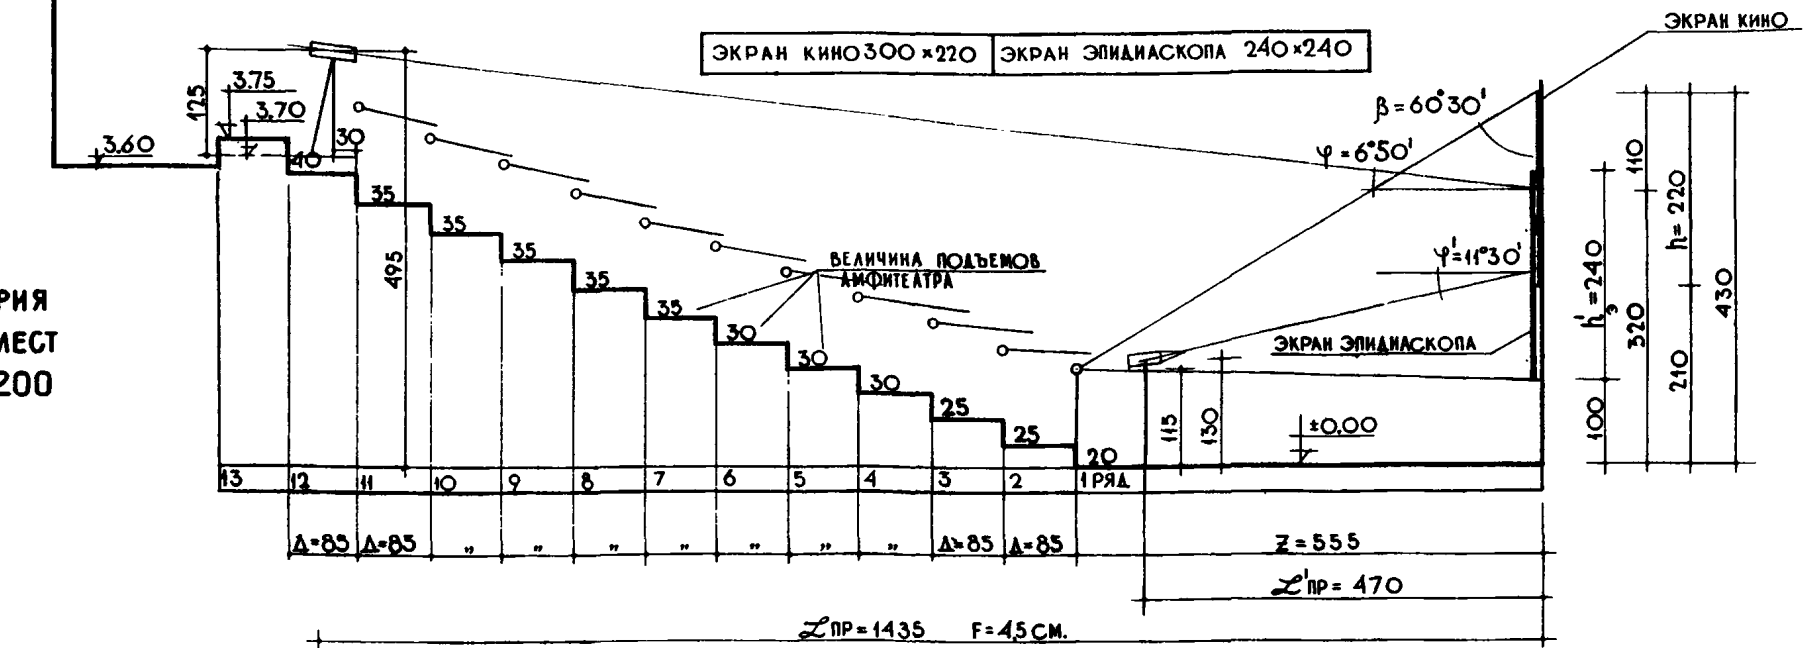 ЭКРАН КИНО
ЭКРАН КИНО 300×220 ЭКРАН ЭПИДИАСКОПА 240×240
125
3.75
3.70
3.60
30
40
β=60°30'
φ=6°50'
110
h=220
35
35
35
35
35
495
ВЕЛИЧИНА ПОДЪЕМОВ
АМФИТЕАТРА
φ'=11°30'
h'э=240
320
430
РИЯ
МЕСТ
200
30
30
30
25
25
20
ЭКРАН ЭПИДИАСКОПА
115
130
±0,00
100
210
13 12 11 10 9 8 7 6 5 4 3 2 1 РЯД
Δ=85 Δ=85 „ „ „ „ „ „ „ Δ=85 Δ=85 Z=555
ℒ'ПР=470
ℒПР=1435 F=4,5 СМ.